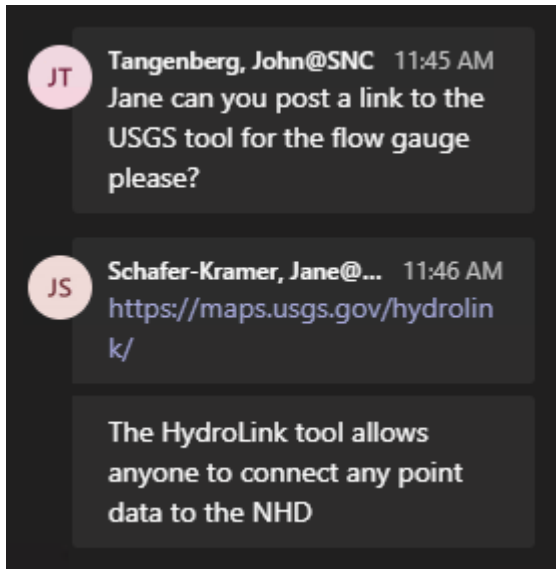 JT
Tangenberg, John@SNC 11:45 AM
Jane can you post a link to the
USGS tool for the flow gauge
please?
JS
Schafer-Kramer, Jane@... 11:46 AM
https://maps.usgs.gov/hydrolin
k/
The HydroLink tool allows
anyone to connect any point
data to the NHD